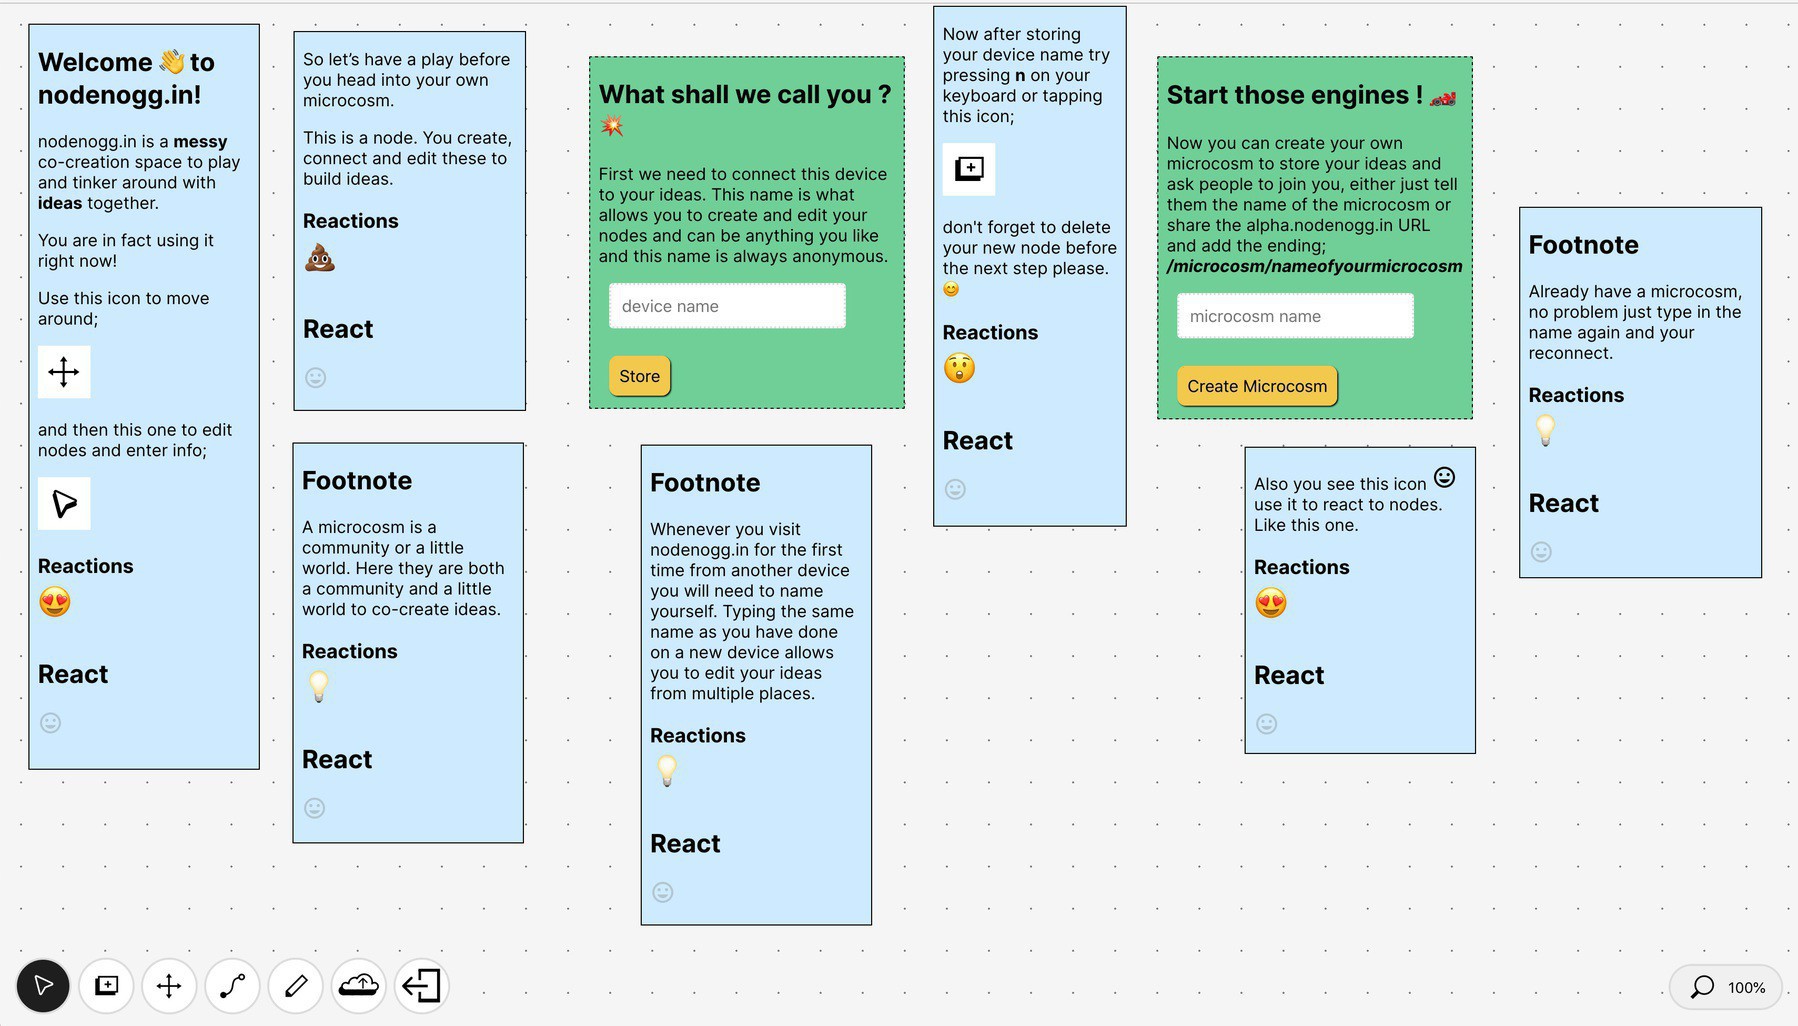 Welcome 👋 to
nodenogg.in!
nodenogg.in is a messy
co-creation space to play
and tinker around with
ideas together.
You are in fact using it
right now!
Use this icon to move
around;
and then this one to edit
nodes and enter info;
Reactions
😍
React
So let's have a play before
you head into your own
microcosm.
This is a node. You create,
connect and edit these to
build ideas.
Reactions
💩
React
Footnote
A microcosm is a
community or a little
world. Here they are both
a community and a little
world to co-create ideas.
Reactions
💡
React
What shall we call you ?
💥
First we need to connect this device
to your ideas. This name is what
allows you to create and edit your
nodes and can be anything you like
and this name is always anonymous.
device name
Store
Footnote
Whenever you visit
nodenogg.in for the first
time from another device
you will need to name
yourself. Typing the same
name as you have done
on a new device allows
you to edit your ideas
from multiple places.
Reactions
💡
React
Now after storing
your device name try
pressing n on your
keyboard or tapping
this icon;
don't forget to delete
your new node before
the next step please.
😊
Reactions
😲
React
Start those engines ! 🏎️
Now you can create your own
microcosm to store your ideas and
ask people to join you, either just tell
them the name of the microcosm or
share the alpha.nodenogg.in URL
and add the ending;
/microcosm/nameofyourmicrocosm
microcosm name
Create Microcosm
Also you see this icon
use it to react to nodes.
Like this one.
Reactions
😍
React
Footnote
Already have a microcosm,
no problem just type in the
name again and your
reconnect.
Reactions
💡
React
100%